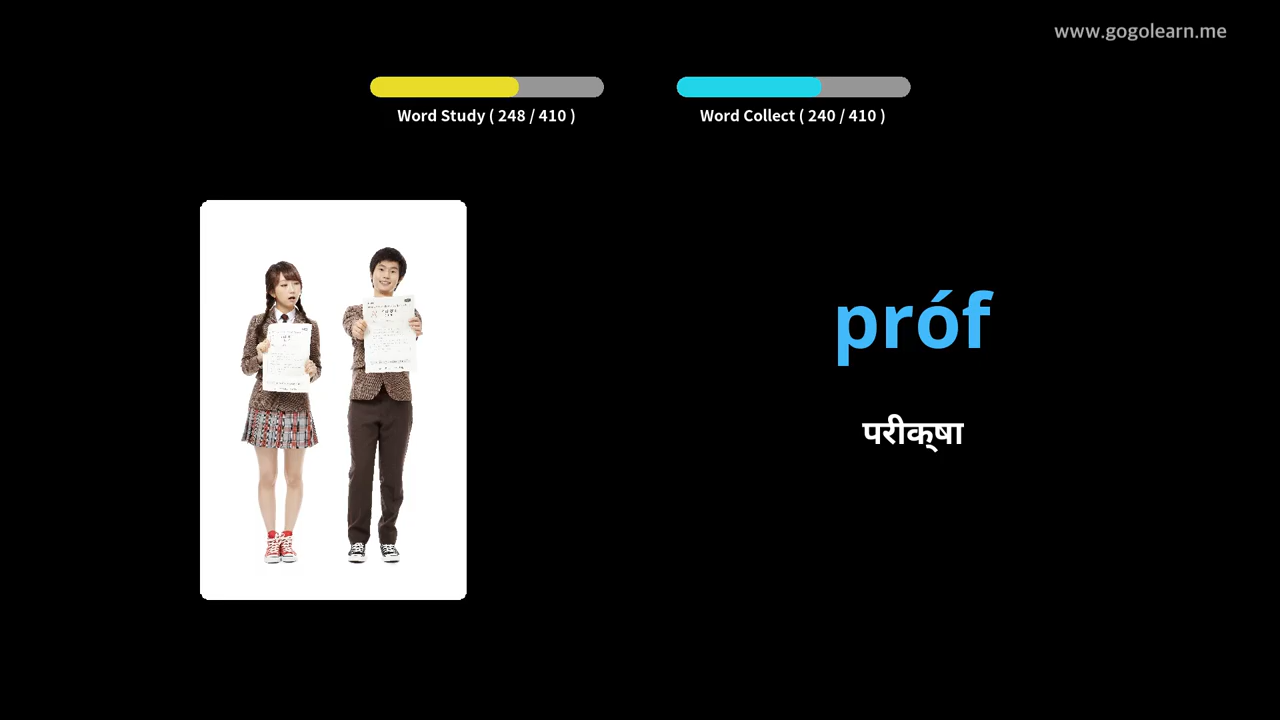 www.gogolearn.me
Word Study ( 248 / 410 )
Word Collect ( 240 / 410 )
próf
परीक्षा